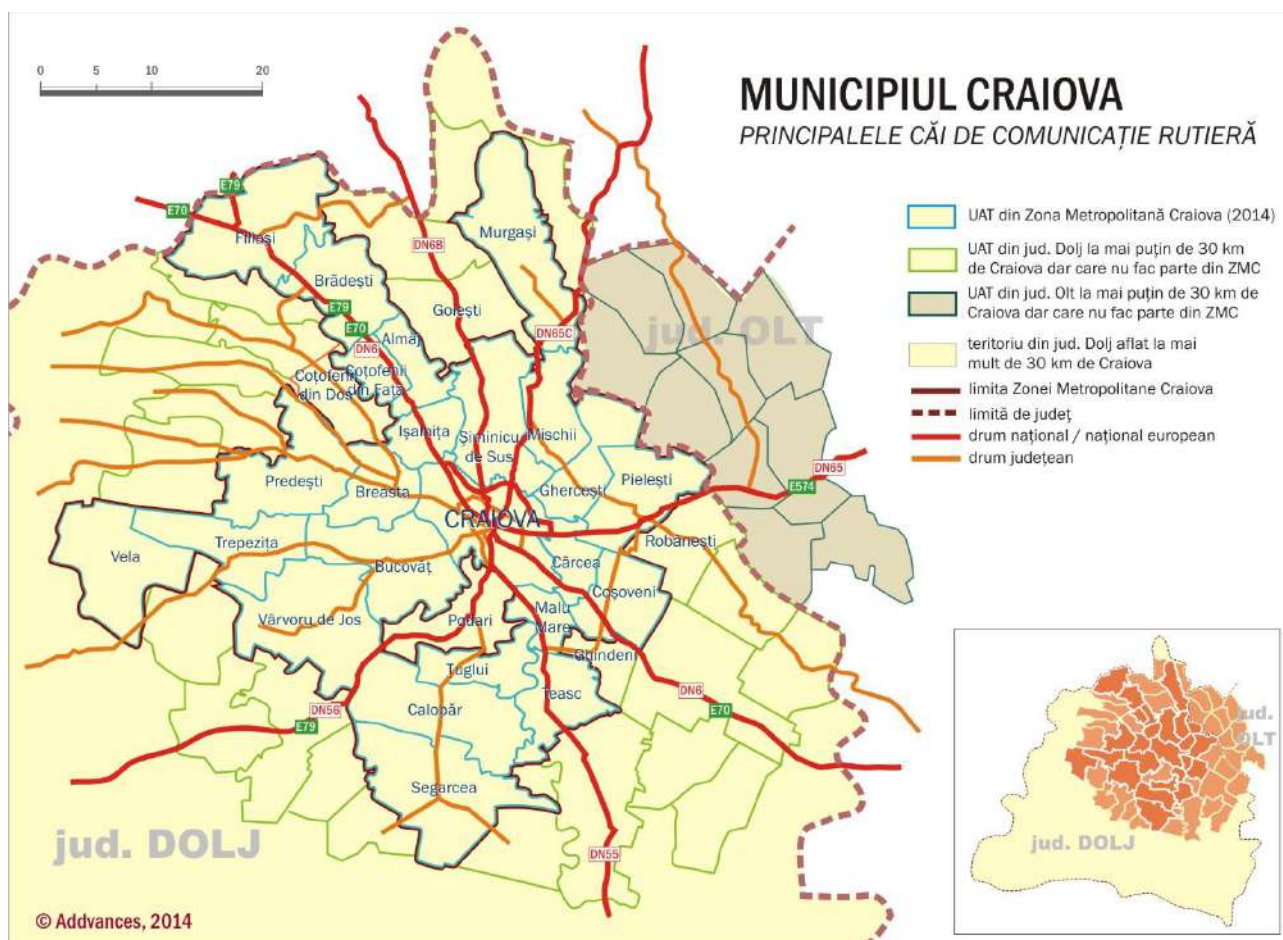 0 5 10 20
MUNICIPIUL CRAIOVA
PRINCIPALELE CĂI DE COMUNICAȚIE RUTIERĂ
UAT din Zona Metropolitană Craiova (2014)
UAT din jud. Dolj la mai puțin de 30 km
de Craiova dar care nu fac parte din ZMC
UAT din jud. Olt la mai puțin de 30 km de
Craiova dar care nu fac parte din ZMC
teritoriu din jud. Dolj aflat la mai
mult de 30 km de Craiova
limita Zonei Metropolitane Craiova
limită de județ
drum național / național european
drum județean
E79
E70
Filiași
DN6B
Murgași
Brădești
Goiești
E79
E70
DN6
Almăj
DN65C
jud. OLT
Coțofenii
din Dos
Coțofenii
din Față
Ișalnița
Șiminicu
de Sus
Mischii
Predești
Breasta
Ghercești
Pielești
DN65
E574
CRAIOVA
Vela
Trepezița
Bucovăț
Cârcea
Robănești
Coșoveni
Vârvoru de Jos
Podari
Malu
Mare
Ghindeni
Țuglui
Teasc
DN56
E79
Calopăr
DN6
E70
Segarcea
DN55
jud. DOLJ
jud.
OLT
jud. DOLJ
© Addvances, 2014